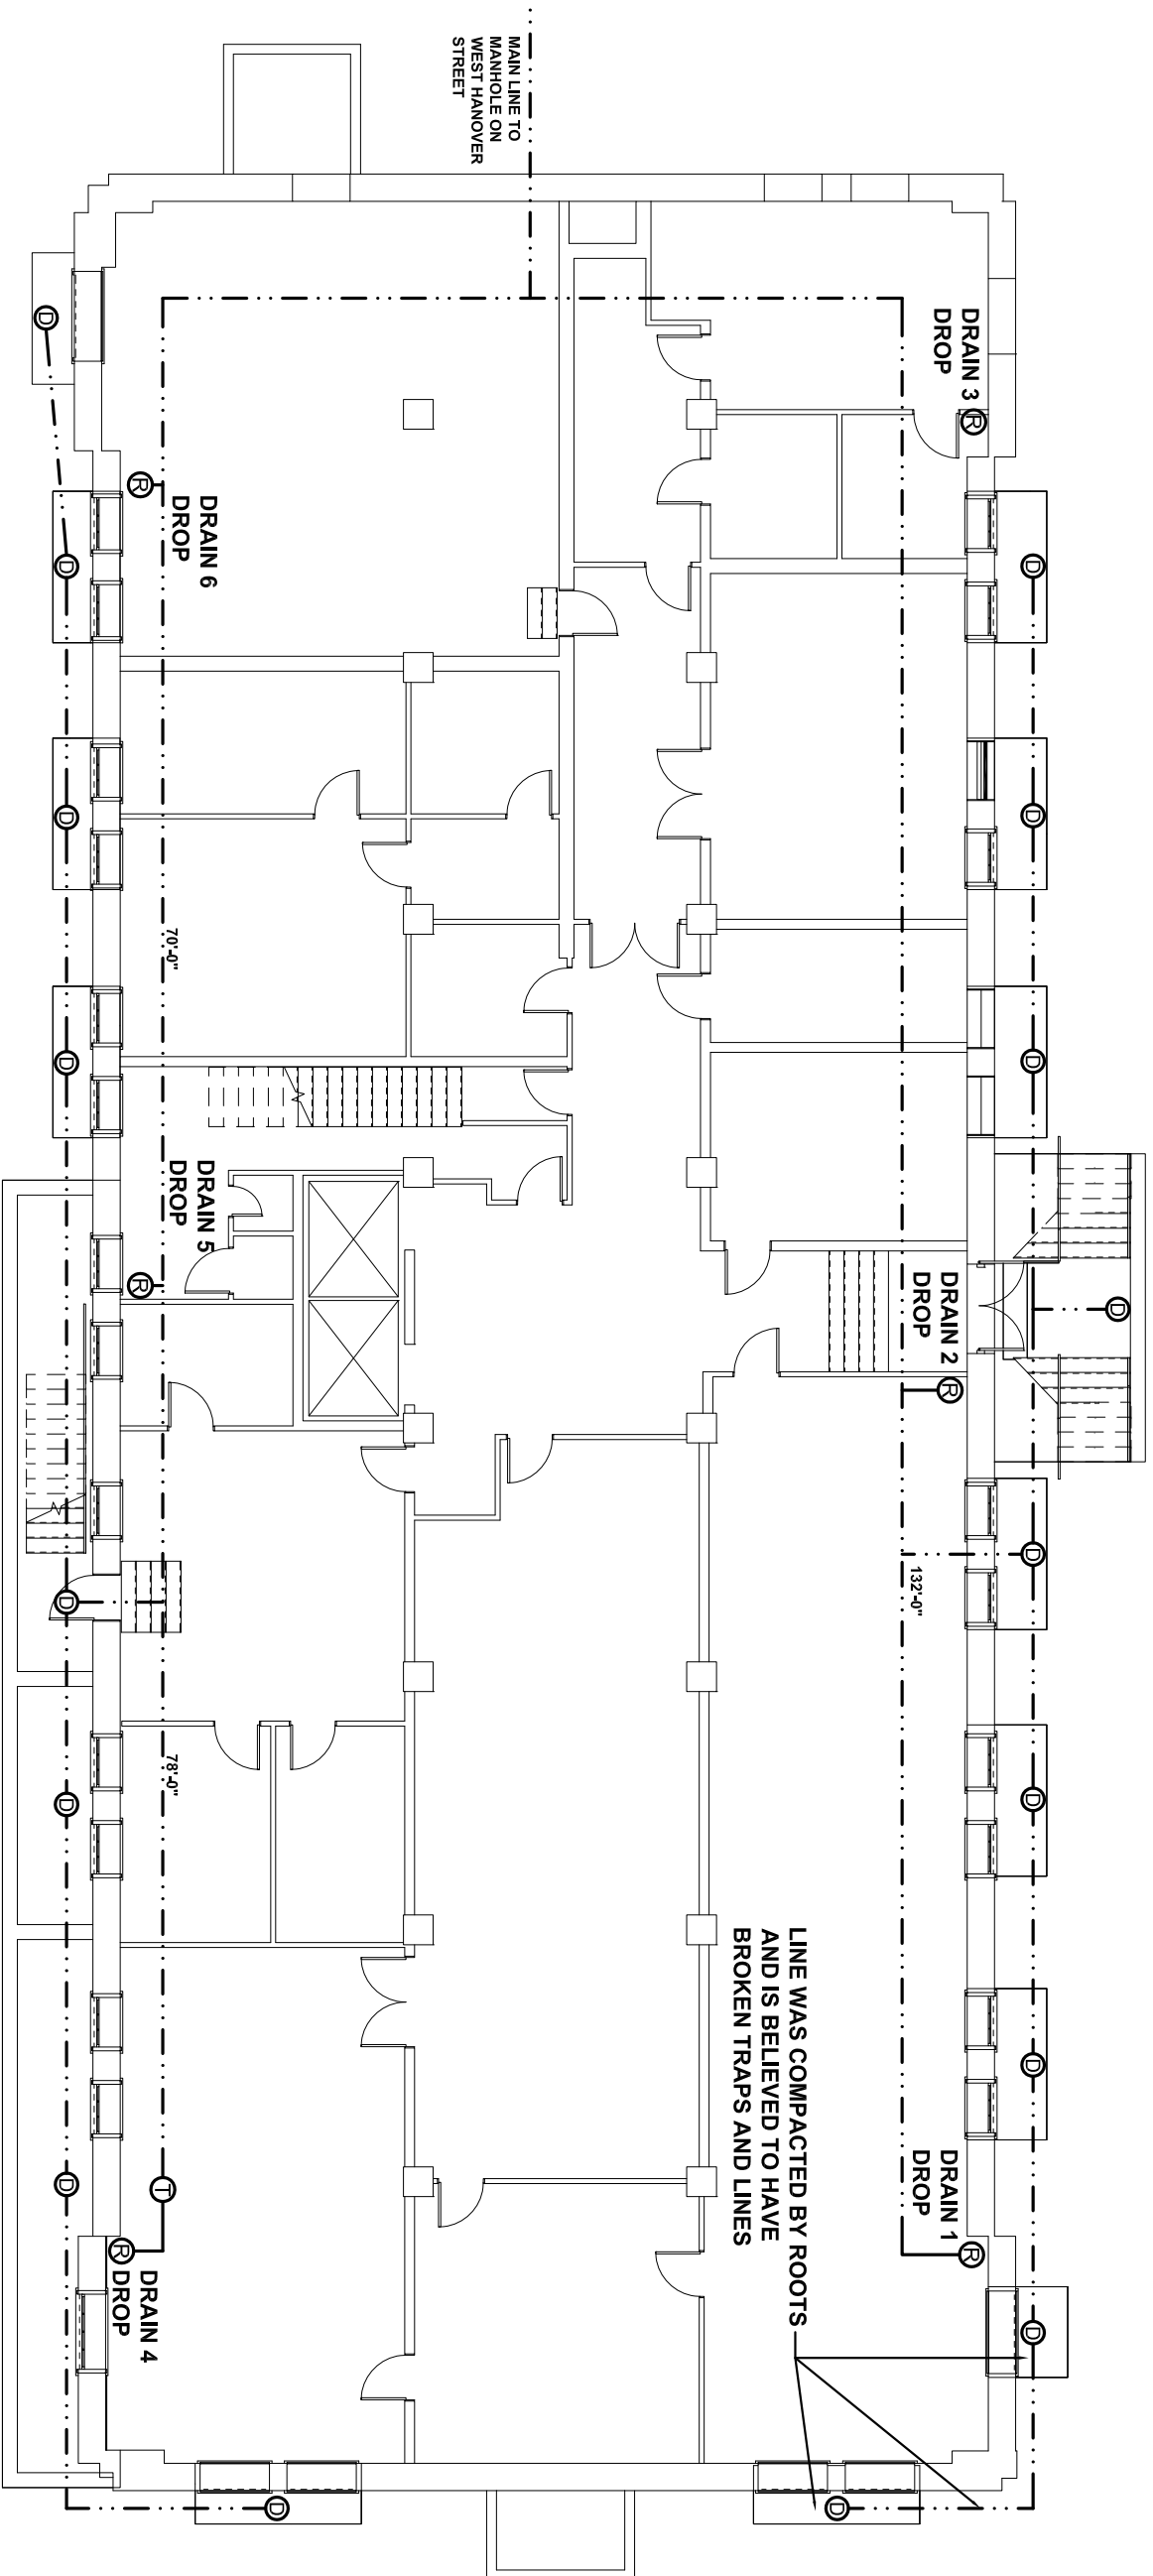 MAIN LINE TO
MANHOLE ON
WEST HANOVER
STREET
DRAIN 3
DROP
R
D
D
D
D
DRAIN 2
DROP
R
D
132'-0"
D
D
DRAIN 1
DROP
R
D
D
LINE WAS COMPACTED BY ROOTS
AND IS BELIEVED TO HAVE
BROKEN TRAPS AND LINES
D
D
DRAIN 6
DROP
R
D
70'-0"
D
DRAIN 5
DROP
R
D
78'-0"
D
D
T
DRAIN 4
DROP
R
D